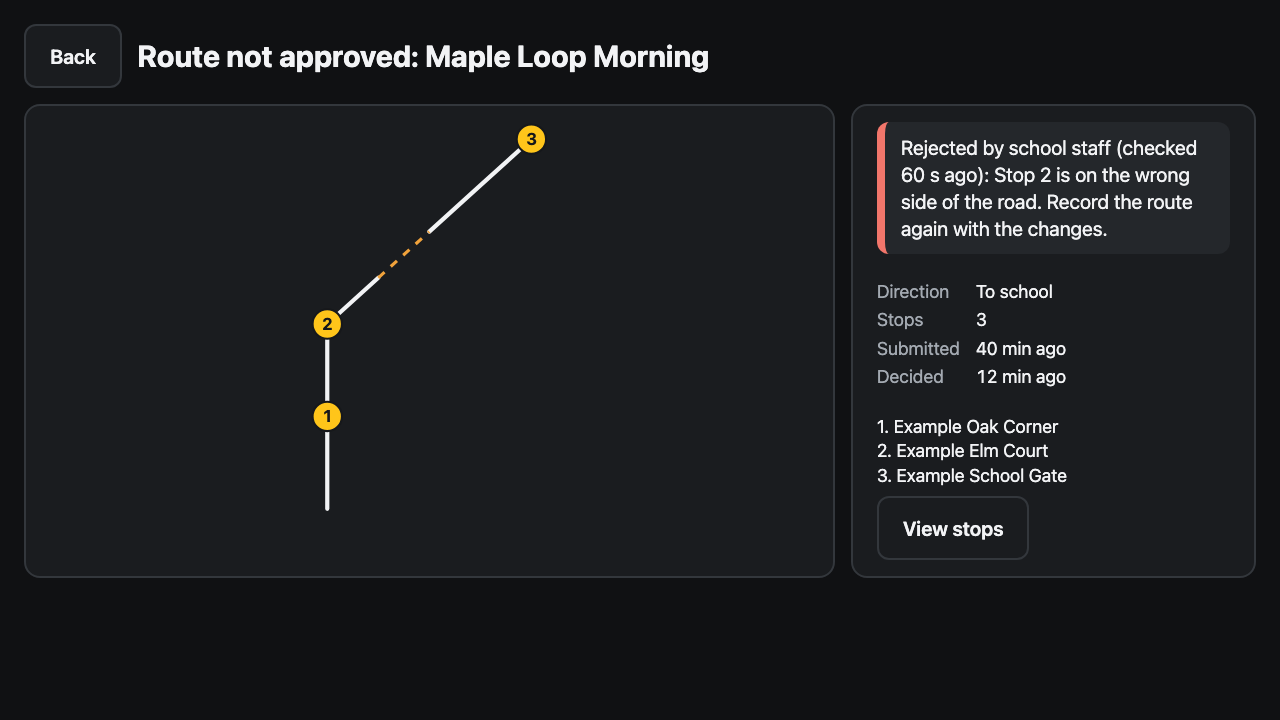 Back
Route not approved: Maple Loop Morning
3
2
1
Rejected by school staff (checked
60 s ago): Stop 2 is on the wrong
side of the road. Record the route
again with the changes.
Direction To school
Stops 3
Submitted 40 min ago
Decided 12 min ago
1. Example Oak Corner
2. Example Elm Court
3. Example School Gate
View stops